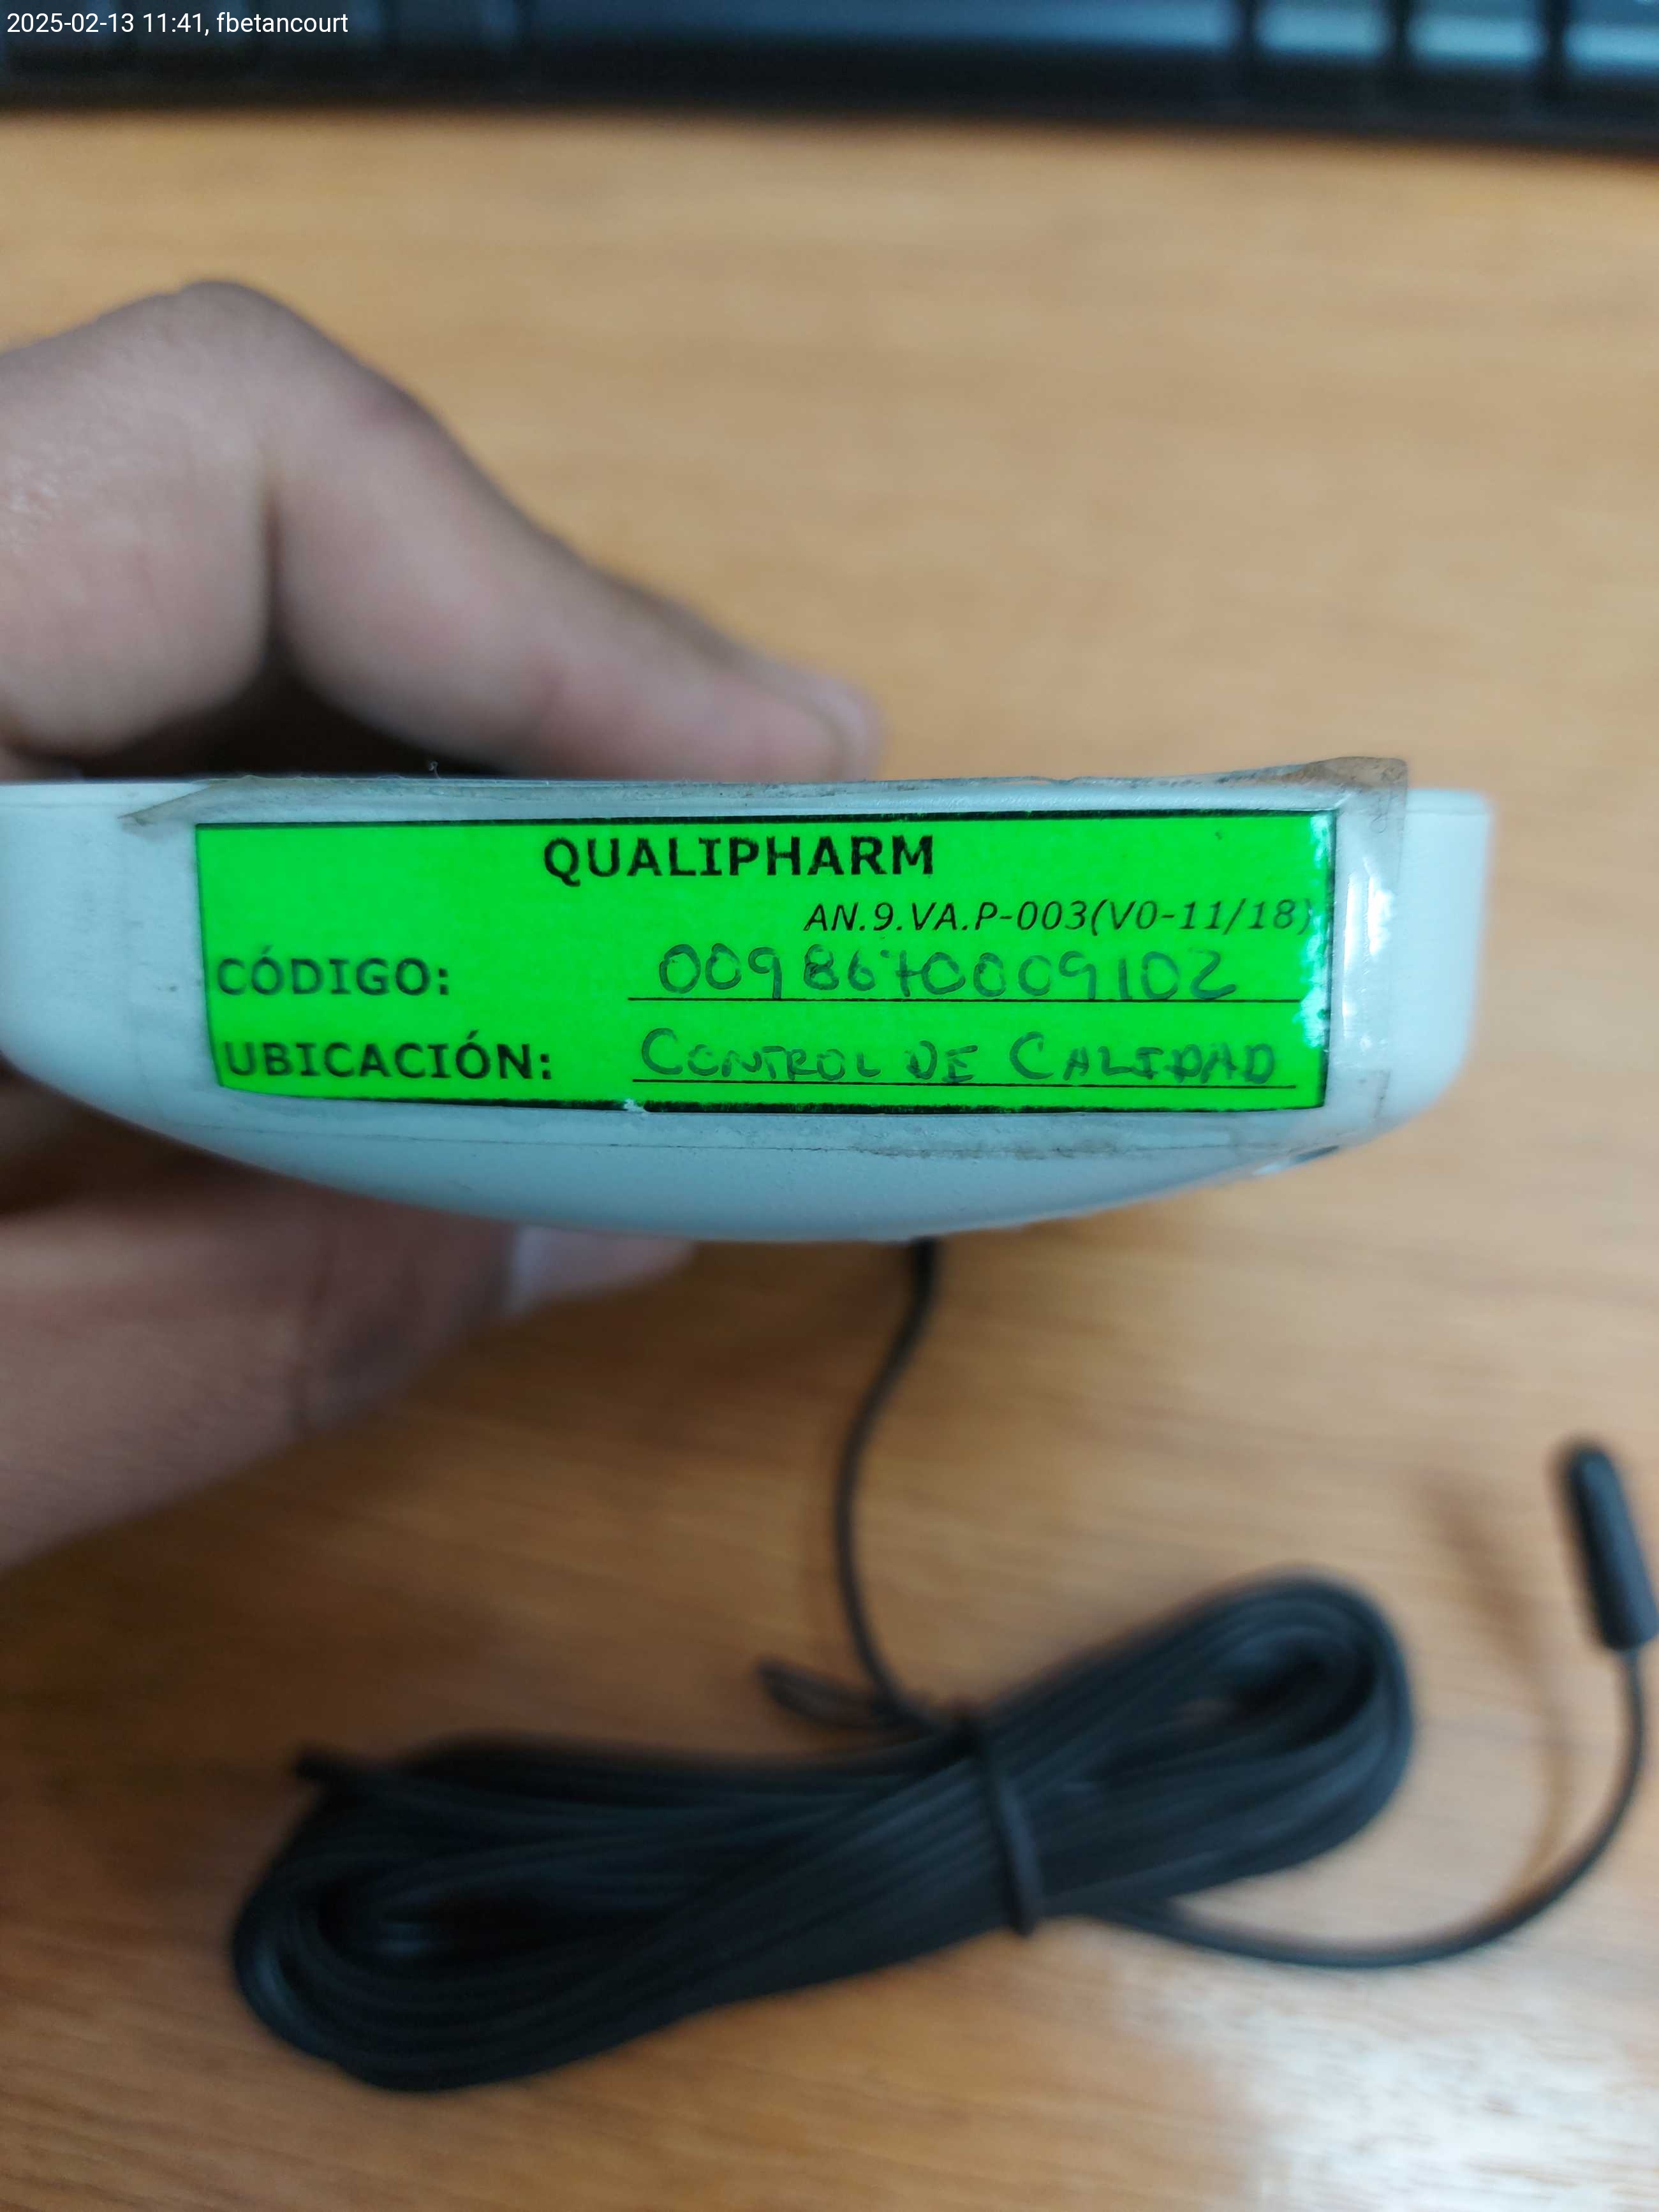 2025-02-13 11:41, fbetancourt
QUALIPHARM
AN.9.VA.P-003(V0-11/18)
CÓDIGO: 0098670009102
UBICACIÓN: CONTROL DE CALIDAD